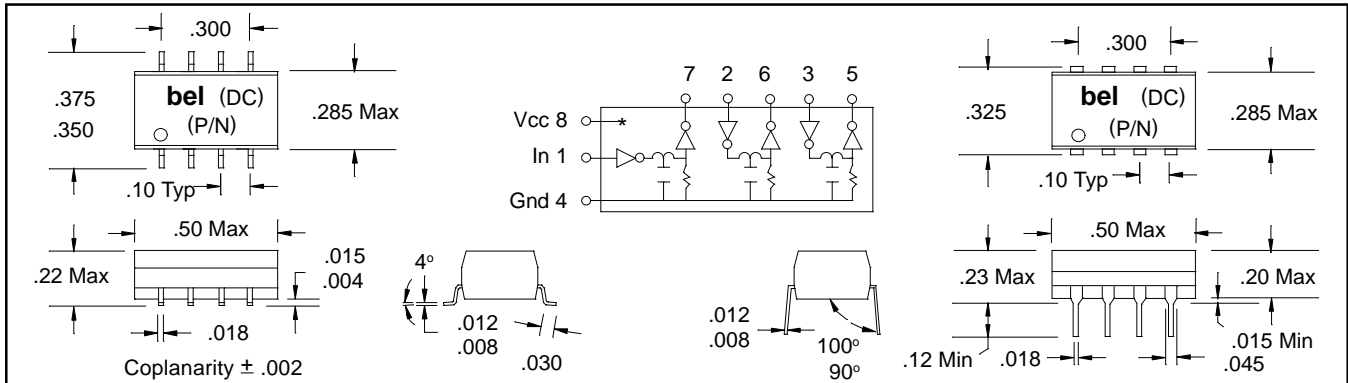 .300
.375
.350
bel (DC)
(P/N)
.285 Max
.10 Typ
.50 Max
.22 Max
.015
.004
.018
Coplanarity ± .002
7 2 6 3 5
Vcc 8
*
In 1
Gnd 4
4°
.012
.008
.030
.012
.008
100°
90°
.300
.325
bel (DC)
(P/N)
.285 Max
.10 Typ
.50 Max
.23 Max
.20 Max
.12 Min
.018
.015 Min
.045